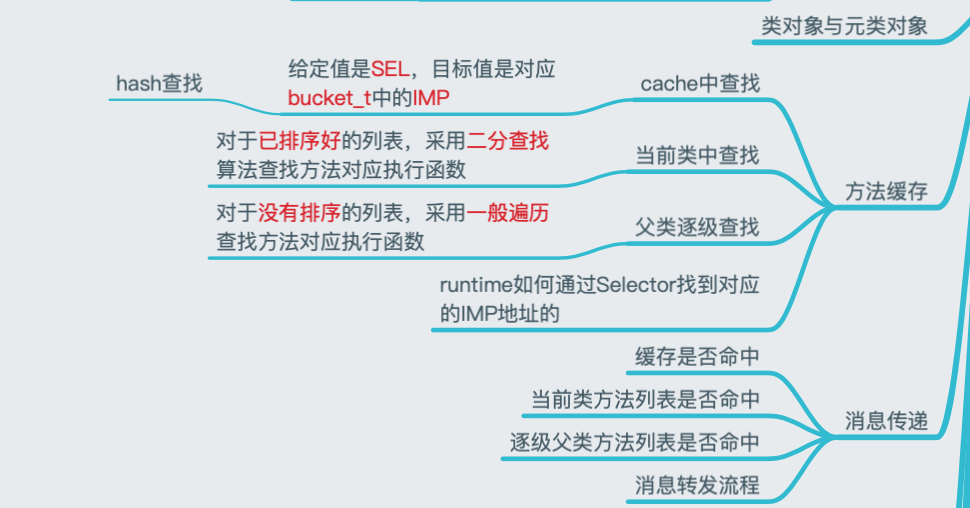 类对象与元类对象
hash查找
给定值是SEL，目标值是对应
bucket_t中的IMP
cache中查找
对于已排序好的列表，采用二分查找
算法查找方法对应执行函数
当前类中查找
方法缓存
对于没有排序的列表，采用一般遍历
查找方法对应执行函数
父类逐级查找
runtime如何通过Selector找到对应
的IMP地址的
缓存是否命中
当前类方法列表是否命中
消息传递
逐级父类方法列表是否命中
消息转发流程